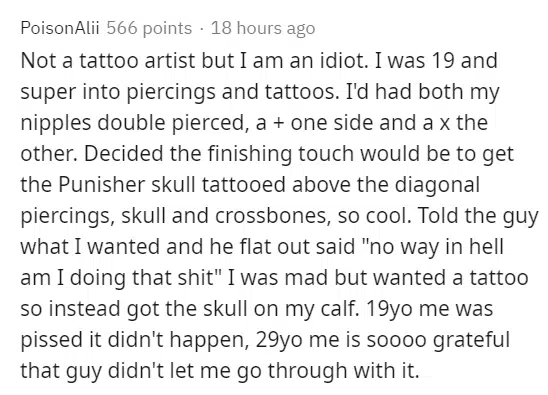 PoisonAlii 566 points · 18 hours ago
Not a tattoo artist but I am an idiot. I was 19 and
super into piercings and tattoos. I'd had both my
nipples double pierced, a + one side and a x the
other. Decided the finishing touch would be to get
the Punisher skull tattooed above the diagonal
piercings, skull and crossbones, so cool. Told the guy
what I wanted and he flat out said "no way in hell
am I doing that shit" I was mad but wanted a tattoo
so instead got the skull on my calf. 19yo me was
pissed it didn't happen, 29yo me is soooo grateful
that guy didn't let me go through with it.